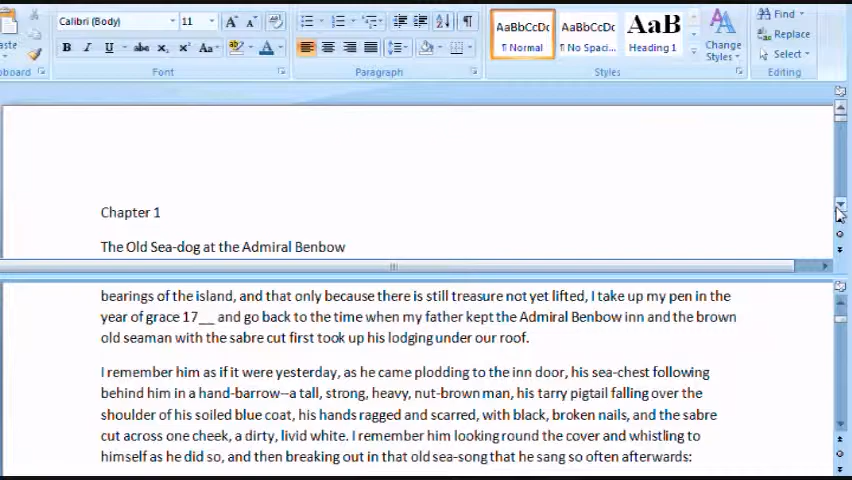 Calibri (Body) 11
Aa
Find
Replace
Select
B I U abc x₂ x² Aa A
AaBbCcDc AaBbCcDc AaB
¶ Normal ¶ No Spaci... Heading 1
Change
Styles
Font Paragraph Styles Editing
Chapter 1
The Old Sea-dog at the Admiral Benbow
bearings of the island, and that only because there is still treasure not yet lifted, I take up my pen in the
year of grace 17__ and go back to the time when my father kept the Admiral Benbow inn and the brown
old seaman with the sabre cut first took up his lodging under our roof.
I remember him as if it were yesterday, as he came plodding to the inn door, his sea-chest following
behind him in a hand-barrow--a tall, strong, heavy, nut-brown man, his tarry pigtail falling over the
shoulder of his soiled blue coat, his hands ragged and scarred, with black, broken nails, and the sabre
cut across one cheek, a dirty, livid white. I remember him looking round the cover and whistling to
himself as he did so, and then breaking out in that old sea-song that he sang so often afterwards: